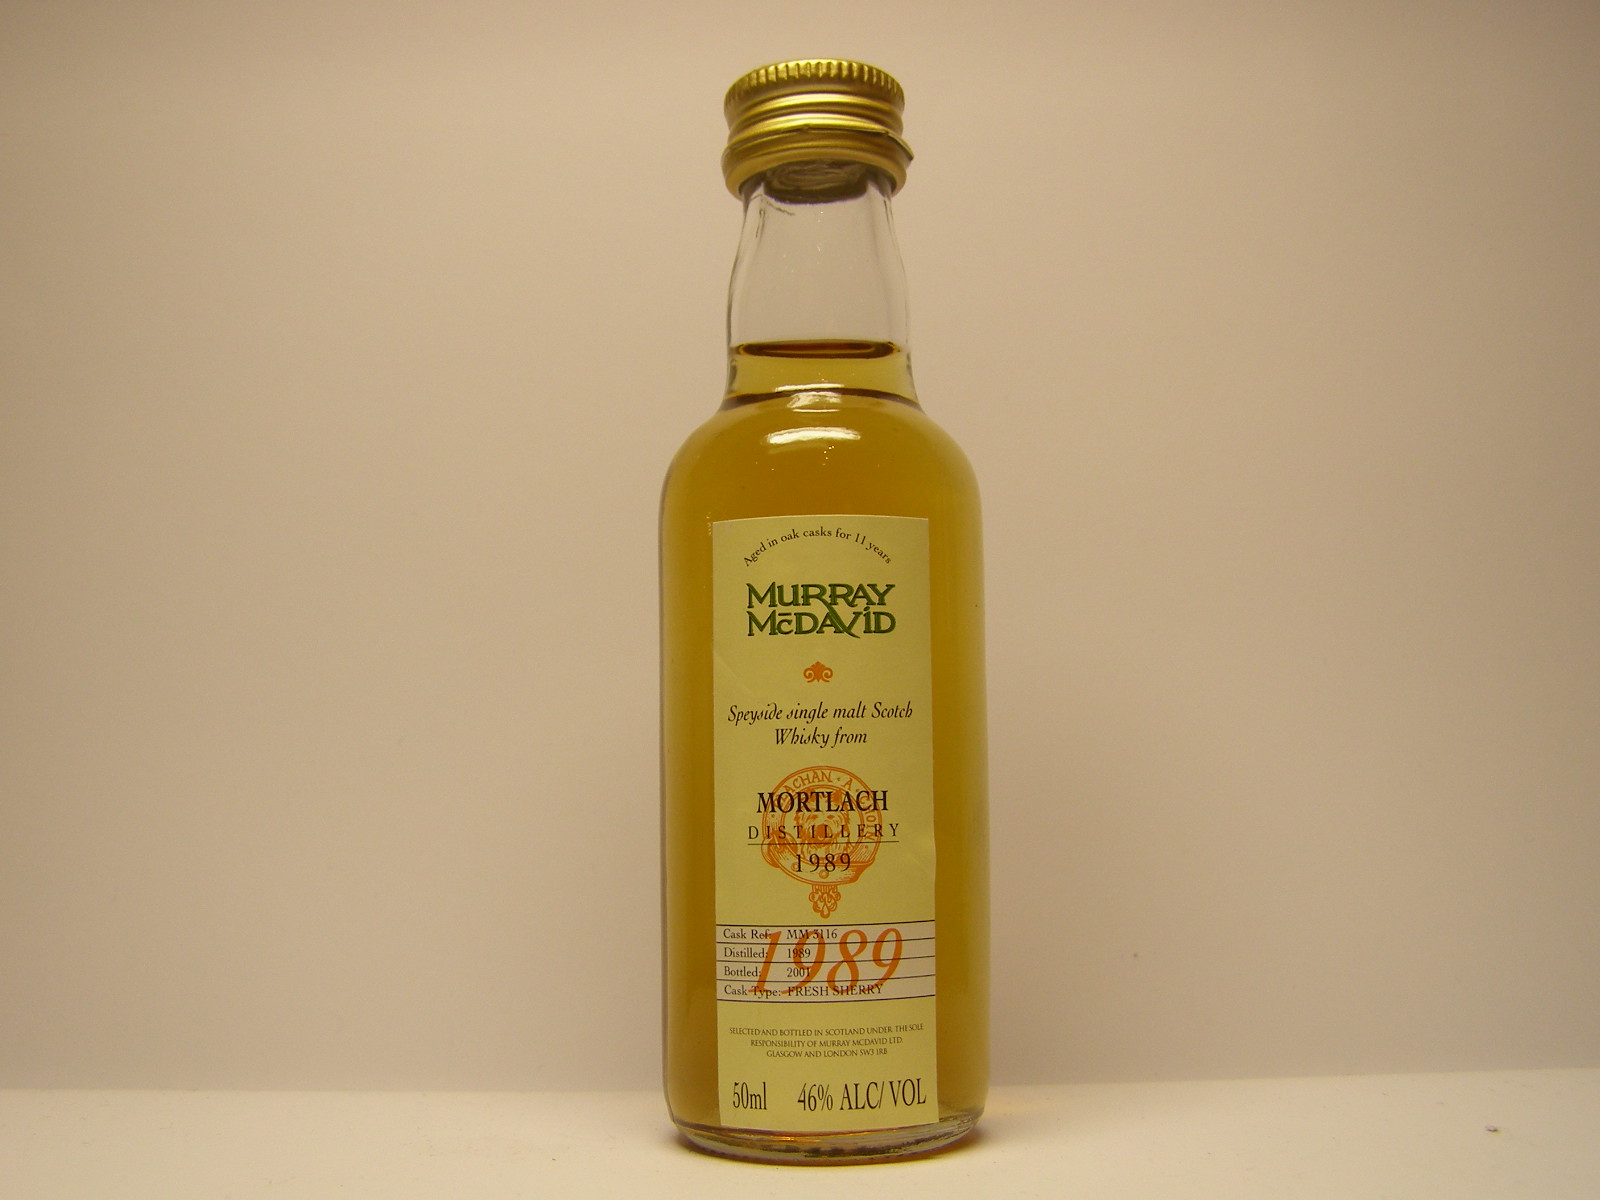 Aged in oak casks for 11 years
MURRAY
McDAVID
Speyside single malt Scotch
Whisky from
MORTLACH
DISTILLERY
1989
Cask Ref: MM 3116
Distilled: 1989
Bottled: 2001
Cask Type: FRESH SHERRY
1989
SELECTED AND BOTTLED IN SCOTLAND UNDER THE SOLE
RESPONSIBILITY OF MURRAY MCDAVID LTD
GLASGOW AND LONDON SW3 1RB
50ml 46% ALC/VOL